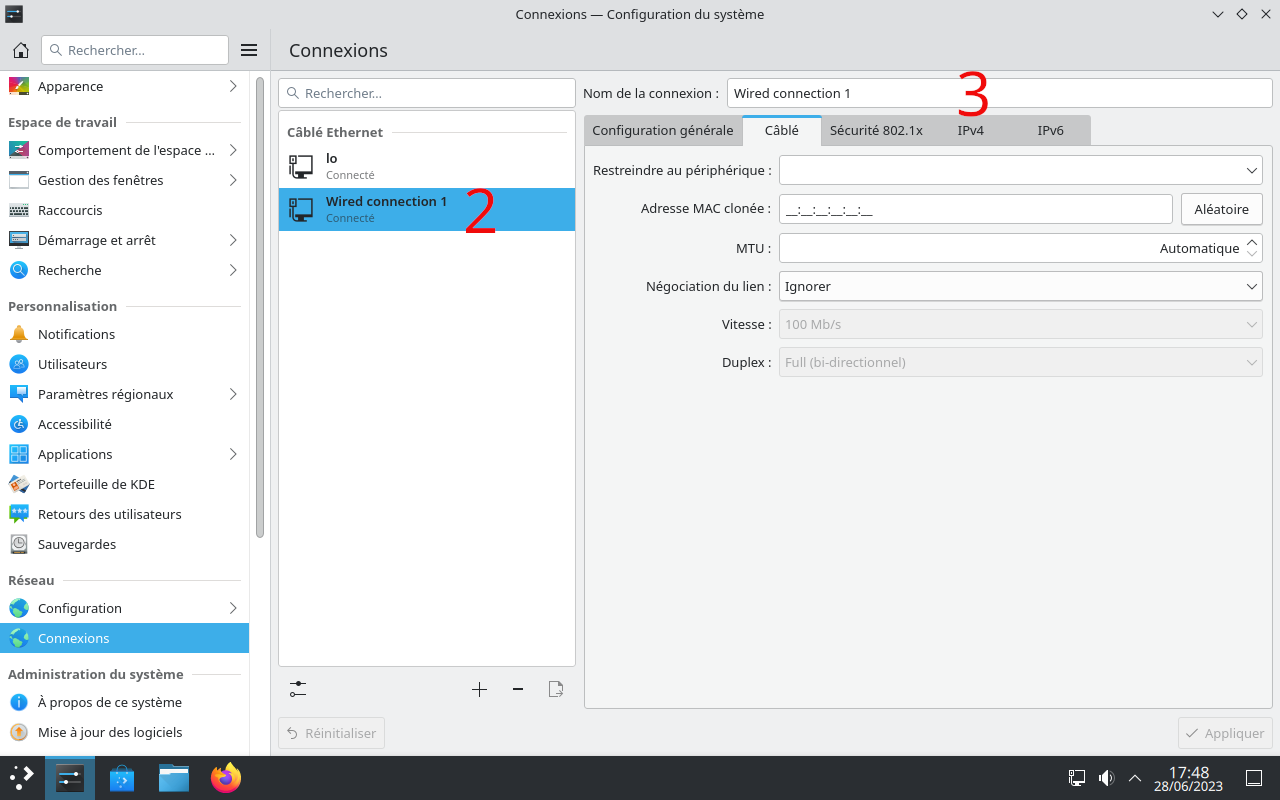 Connexions — Configuration du système
Rechercher...
Connexions
Apparence
Espace de travail
Comportement de l'espace ...
Gestion des fenêtres
Raccourcis
Démarrage et arrêt
Recherche
Personnalisation
Notifications
Utilisateurs
Paramètres régionaux
Accessibilité
Applications
Portefeuille de KDE
Retours des utilisateurs
Sauvegardes
Réseau
Configuration
Connexions
Administration du système
À propos de ce système
Mise à jour des logiciels
Rechercher...
Câblé Ethernet
lo
Connecté
Wired connection 1
Connecté
2
Réinitialiser
Nom de la connexion : Wired connection 1
3
Configuration générale Câblé Sécurité 802.1x IPv4 IPv6
Restreindre au périphérique :
Adresse MAC clonée : __:__:__:__:__:__ Aléatoire
MTU : Automatique
Négociation du lien : Ignorer
Vitesse : 100 Mb/s
Duplex : Full (bi-directionnel)
Appliquer
17:48
28/06/2023